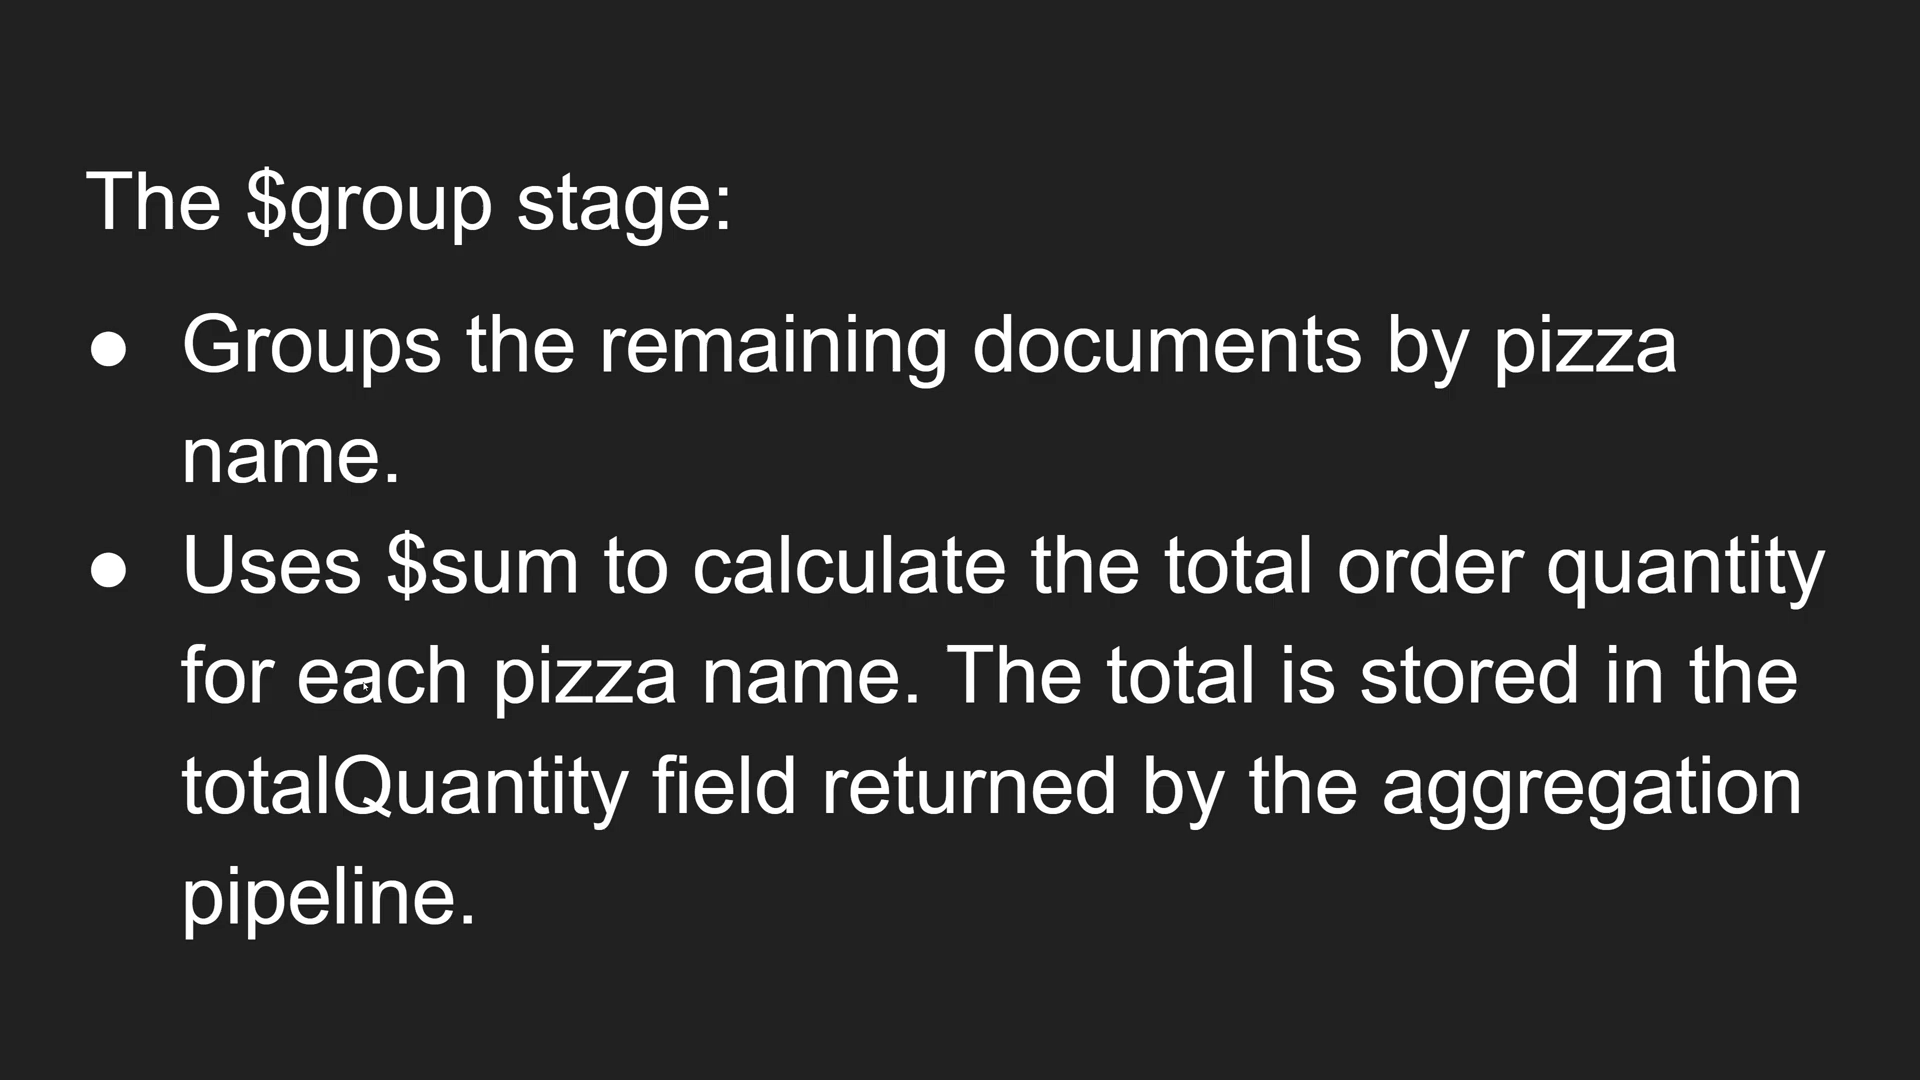 The $group stage:
● Groups the remaining documents by pizza
name.
● Uses $sum to calculate the total order quantity
for each pizza name. The total is stored in the
totalQuantity field returned by the aggregation
pipeline.